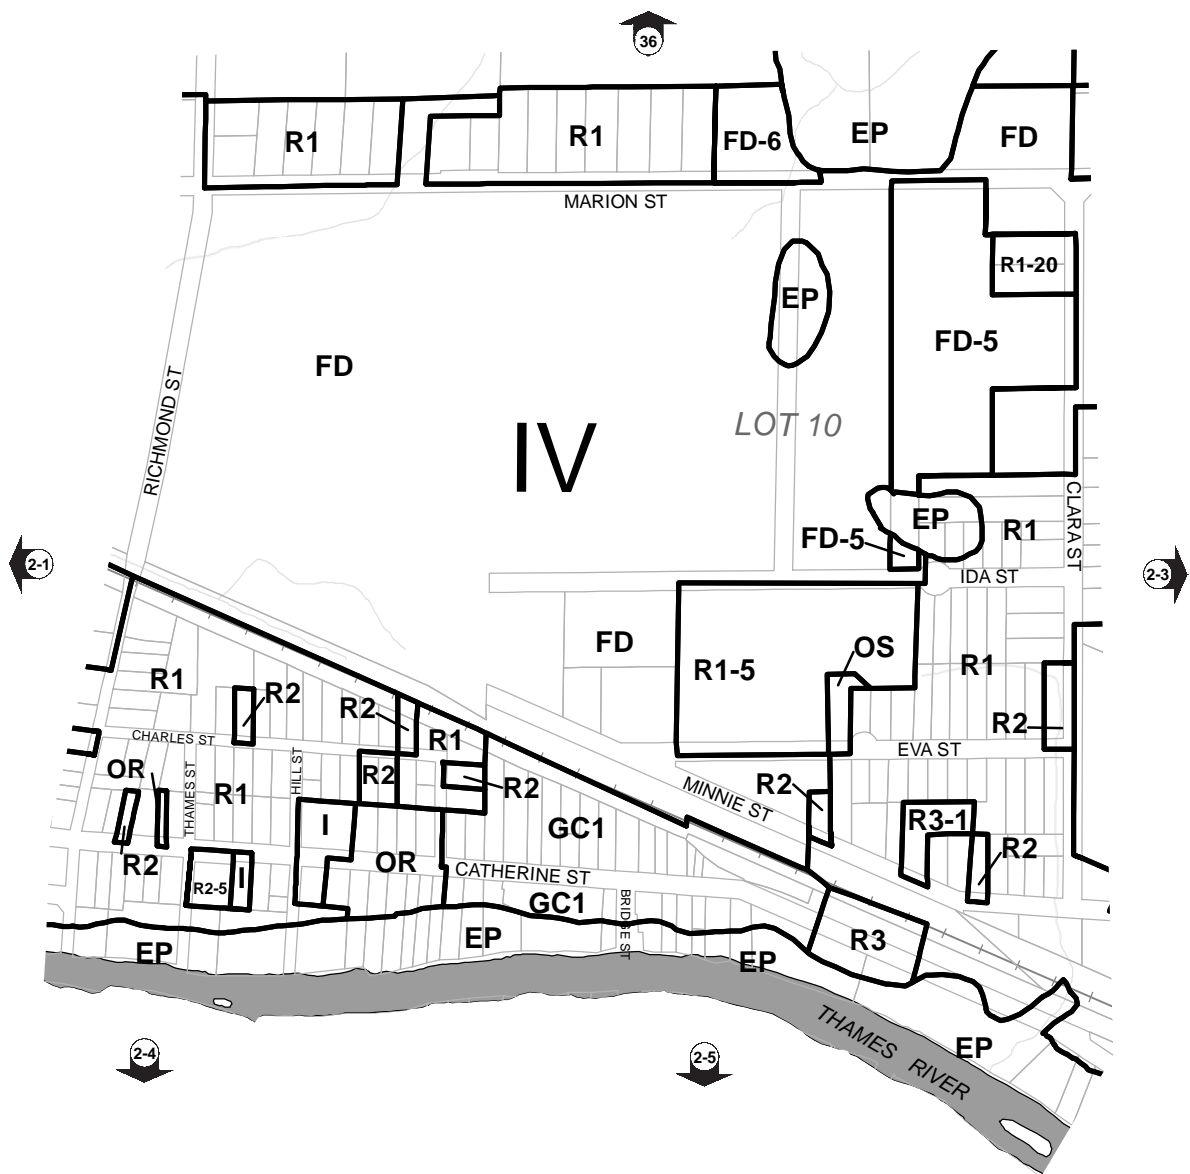 36
R1
R1
FD-6
EP
FD
MARION ST
R1-20
EP
FD-5
FD
RICHMOND ST
LOT 10
IV
CLARA ST
EP
R1
FD-5
2-1
2-3
IDA ST
FD
OS
R1-5
R1
R1
R2
R2
R2
CHARLES ST
R1
EVA ST
OR
HILL ST
THAMES ST
R2
R1
R2
R2
MINNIE ST
I
GC1
R3-1
R2
R2
OR
CATHERINE ST
R2-5
I
GC1
BRIDGE ST
EP
EP
EP
R3
EP
THAMES RIVER
2-4
2-5